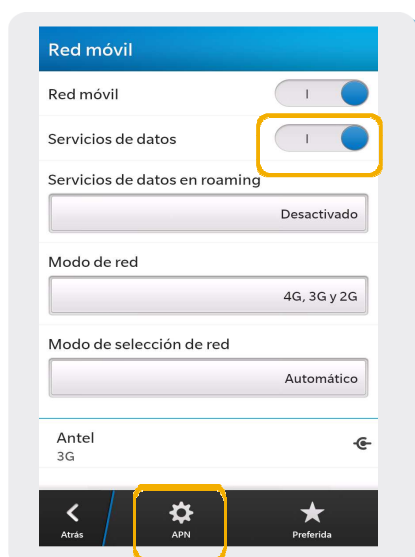 Red móvil
Red móvil
Servicios de datos
Servicios de datos en roaming
Desactivado
Modo de red
4G, 3G y 2G
Modo de selección de red
Automático
Antel
3G
Atrás
APN
Preferida